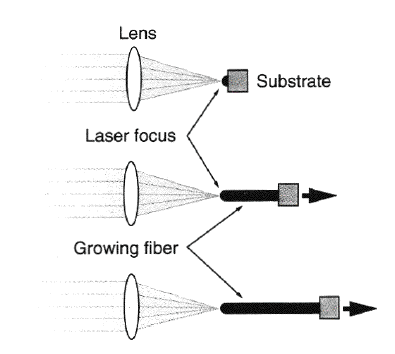 Lens
Substrate
Laser focus
Growing fiber